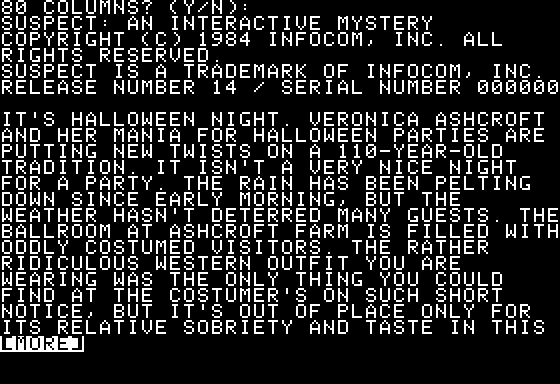 80 COLUMNS? (Y/N):
SUSPECT: AN INTERACTIVE MYSTERY
COPYRIGHT (C) 1984 INFOCOM, INC. ALL
RIGHTS RESERVED.
SUSPECT IS A TRADEMARK OF INFOCOM, INC.
RELEASE NUMBER 14 / SERIAL NUMBER 000000
IT'S HALLOWEEN NIGHT. VERONICA ASHCROFT
AND HER MANIA FOR HALLOWEEN PARTIES ARE
PUTTING NEW TWISTS ON A 110-YEAR-OLD
TRADITION. IT ISN'T A VERY NICE NIGHT
FOR A PARTY. THE RAIN HAS BEEN PELTING
DOWN SINCE EARLY MORNING, BUT THE
WEATHER HASN'T DETERRED MANY GUESTS. THE
BALLROOM AT ASHCROFT FARM IS FILLED WITH
ODDLY COSTUMED VISITORS. THE RATHER
RIDICULOUS WESTERN OUTFIT YOU ARE
WEARING WAS THE ONLY THING YOU COULD
FIND AT THE COSTUMER'S ON SUCH SHORT
NOTICE, BUT IT'S OUT OF PLACE ONLY FOR
ITS RELATIVE SOBRIETY AND TASTE IN THIS
[MORE]